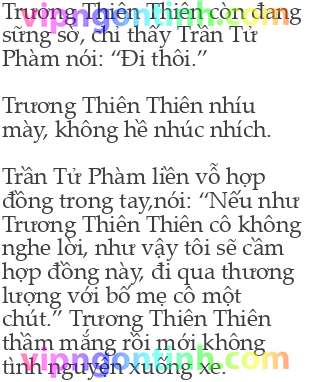 Trương Thiên Thiên còn đang
sững sờ, chỉ thấy Trần Tử
Phàm nói: “Đi thôi.”
Trương Thiên Thiên nhíu
mày, không hề nhúc nhích.
Trần Tử Phàm liền vỗ hợp
đồng trong tay,nói: “Nếu như
Trương Thiên Thiên cô không
nghe lời, như vậy tôi sẽ cầm
hợp đồng này, đi qua thương
lượng với bố mẹ cô một
chút.” Trương Thiên Thiên
thầm mắng rồi mới không
tình nguyện xuống xe.
vipngontinh.com
vipngontinh.com